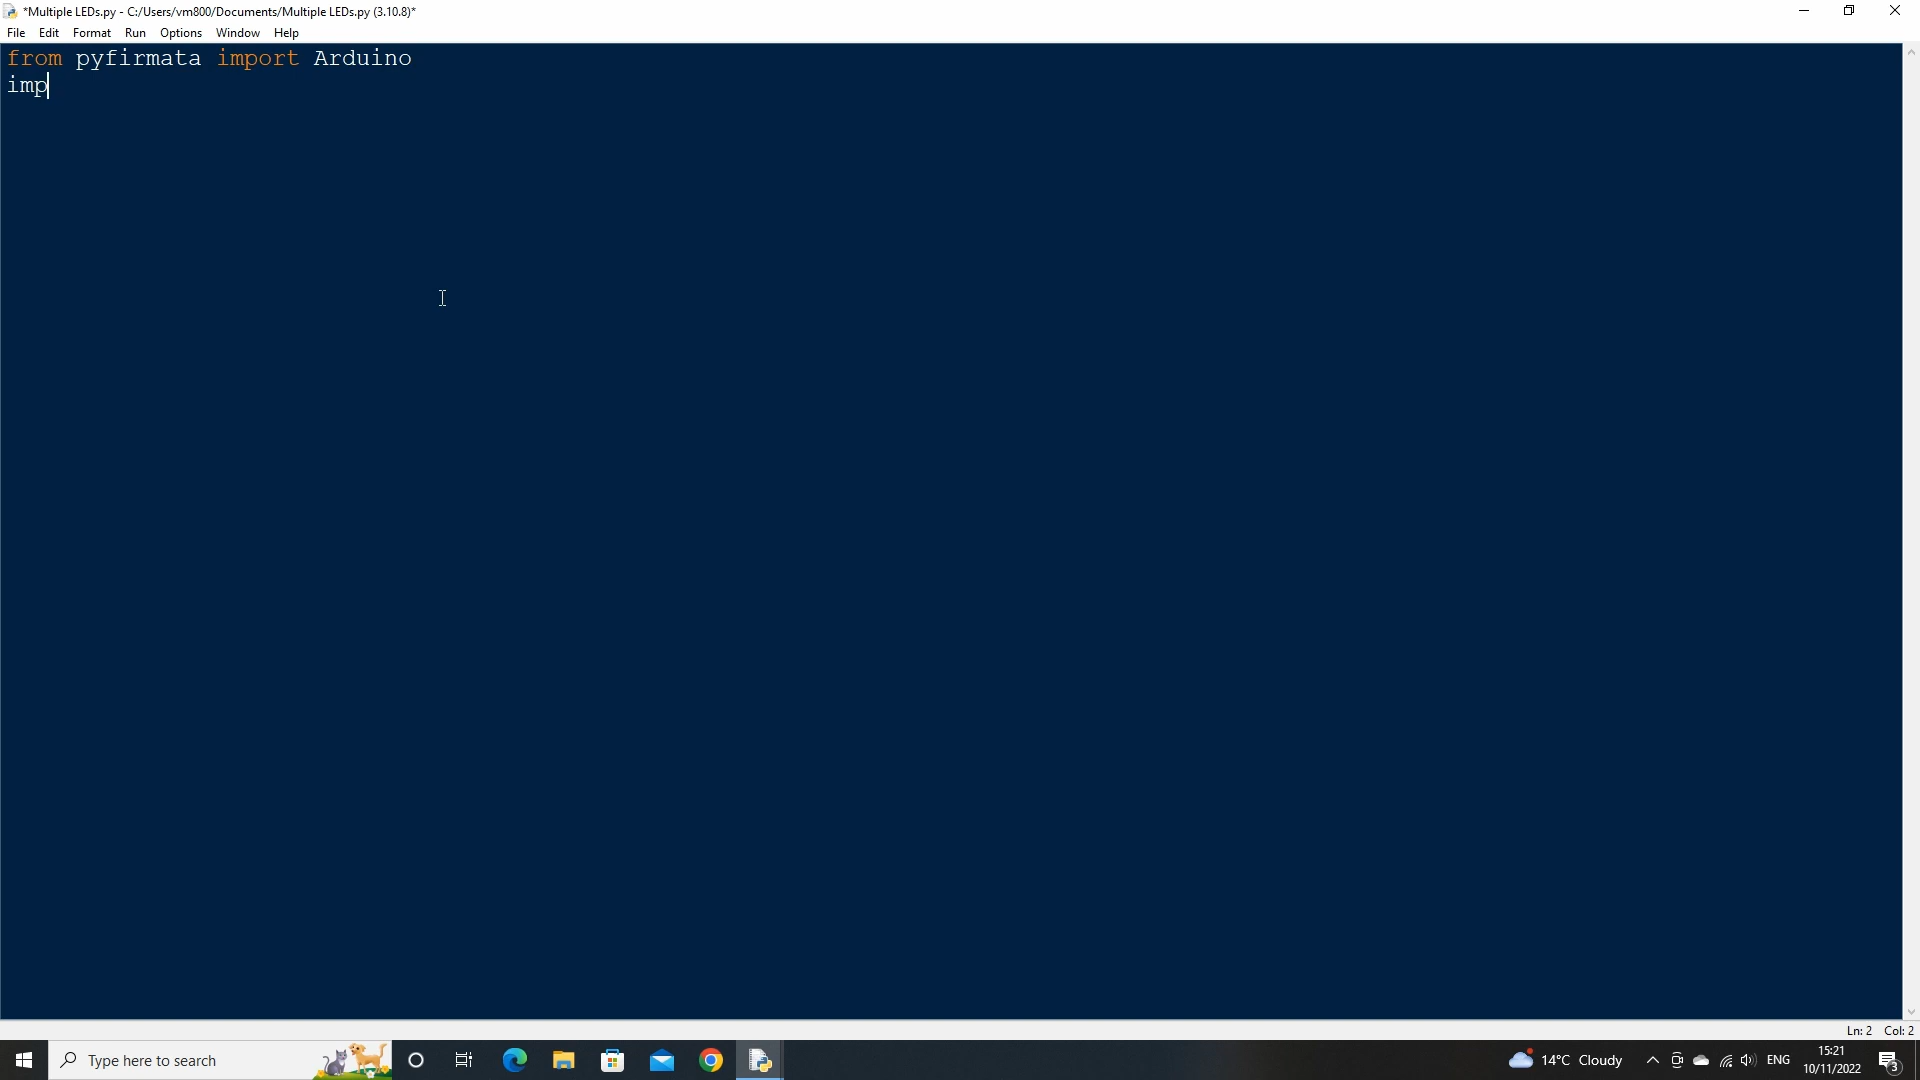 *Multiple LEDs.py - C:/Users/vm800/Documents/Multiple LEDs.py (3.10.8)*
File Edit Format Run Options Window Help
from pyfirmata import Arduino
imp
Ln: 2 Col: 2
Type here to search
14°C Cloudy
ENG
15:21
10/11/2022
3